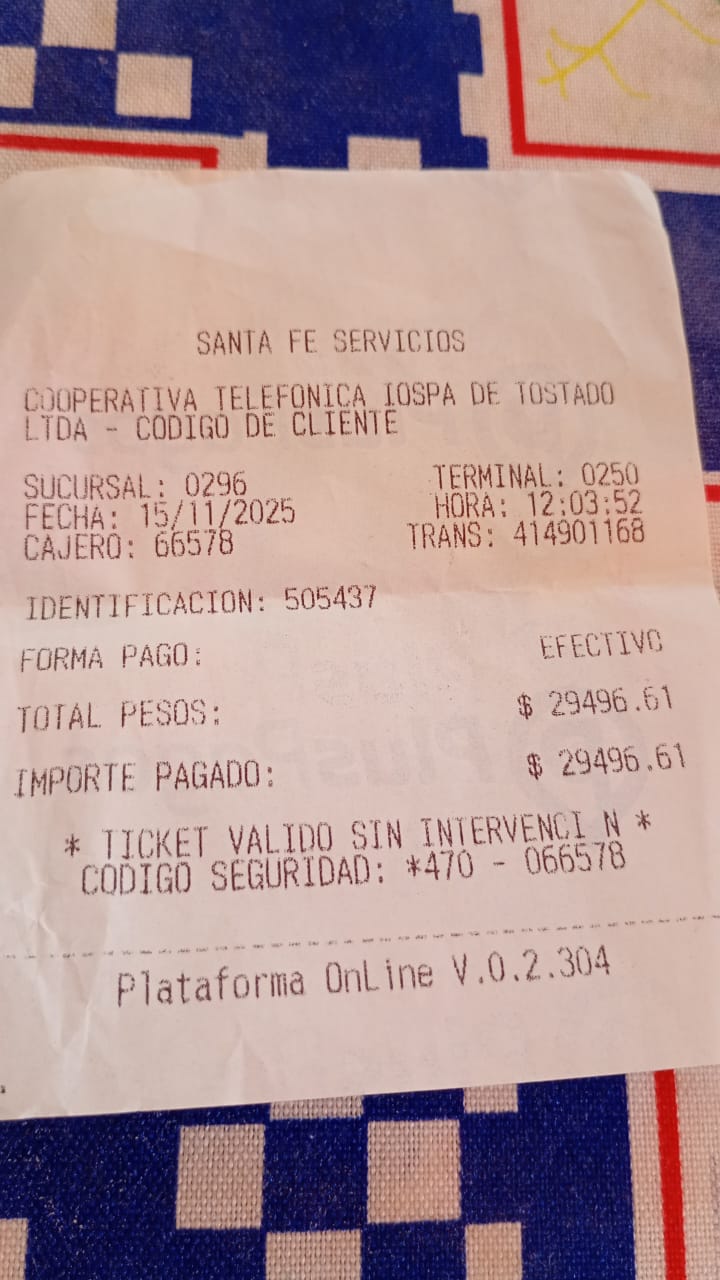 SANTA FE SERVICIOS
COOPERATIVA TELEFONICA IOSPA DE TOSTADO
LTDA - CODIGO DE CLIENTE
SUCURSAL: 0296 TERMINAL: 0250
FECHA: 15/11/2025 HORA: 12:03:52
CAJERO: 66578 TRANS: 414901168
IDENTIFICACION: 505437
FORMA PAGO: EFECTIVO
TOTAL PESOS: $ 29496.61
IMPORTE PAGADO: $ 29496.61
* TICKET VALIDO SIN INTERVENCI N *
CODIGO SEGURIDAD: *470 - 066578
Plataforma OnLine V.0.2.304